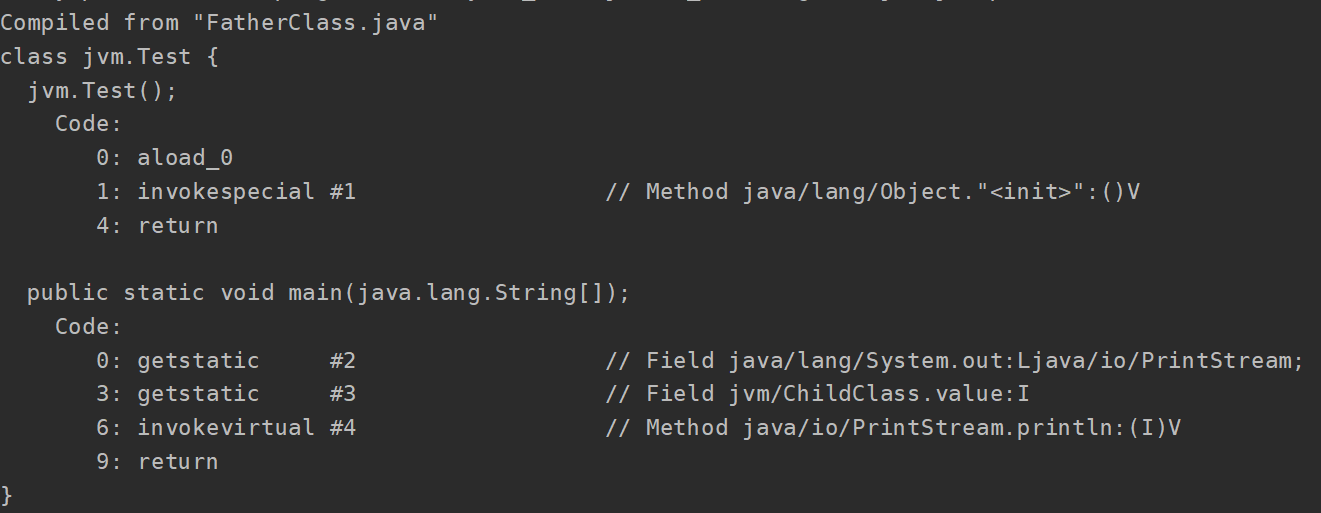 Compiled from "FatherClass.java"
class jvm.Test {
  jvm.Test();
    Code:
       0: aload_0
       1: invokespecial #1                  // Method java/lang/Object."<init>":()V
       4: return

  public static void main(java.lang.String[]);
    Code:
       0: getstatic     #2                  // Field java/lang/System.out:Ljava/io/PrintStream;
       3: getstatic     #3                  // Field jvm/ChildClass.value:I
       6: invokevirtual #4                  // Method java/io/PrintStream.println:(I)V
       9: return
}